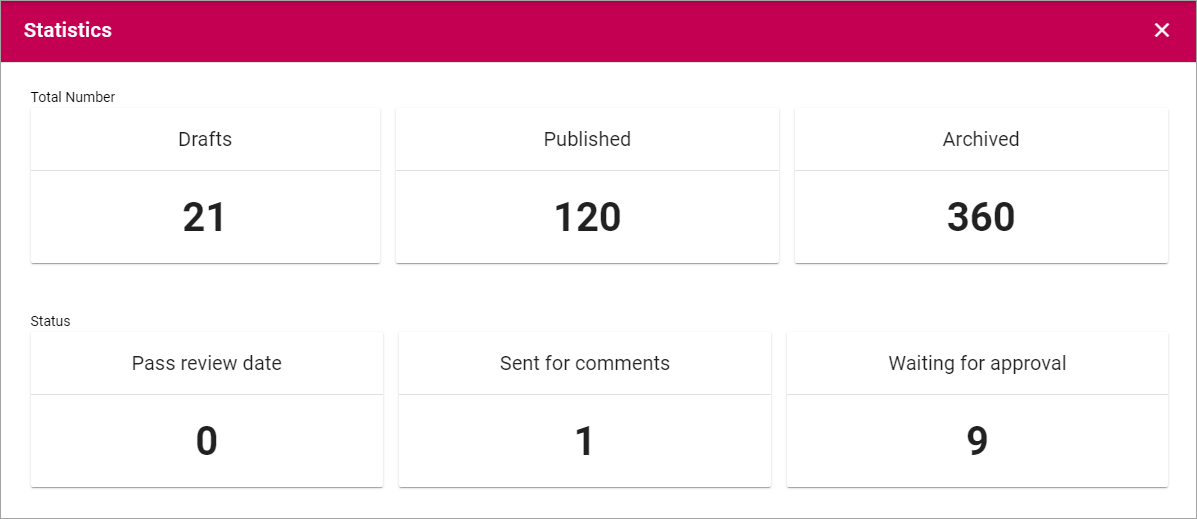 Statistics
Total Number
Drafts
Published
Archived
21
120
360
Status
Pass review date
Sent for comments
Waiting for approval
0
1
9